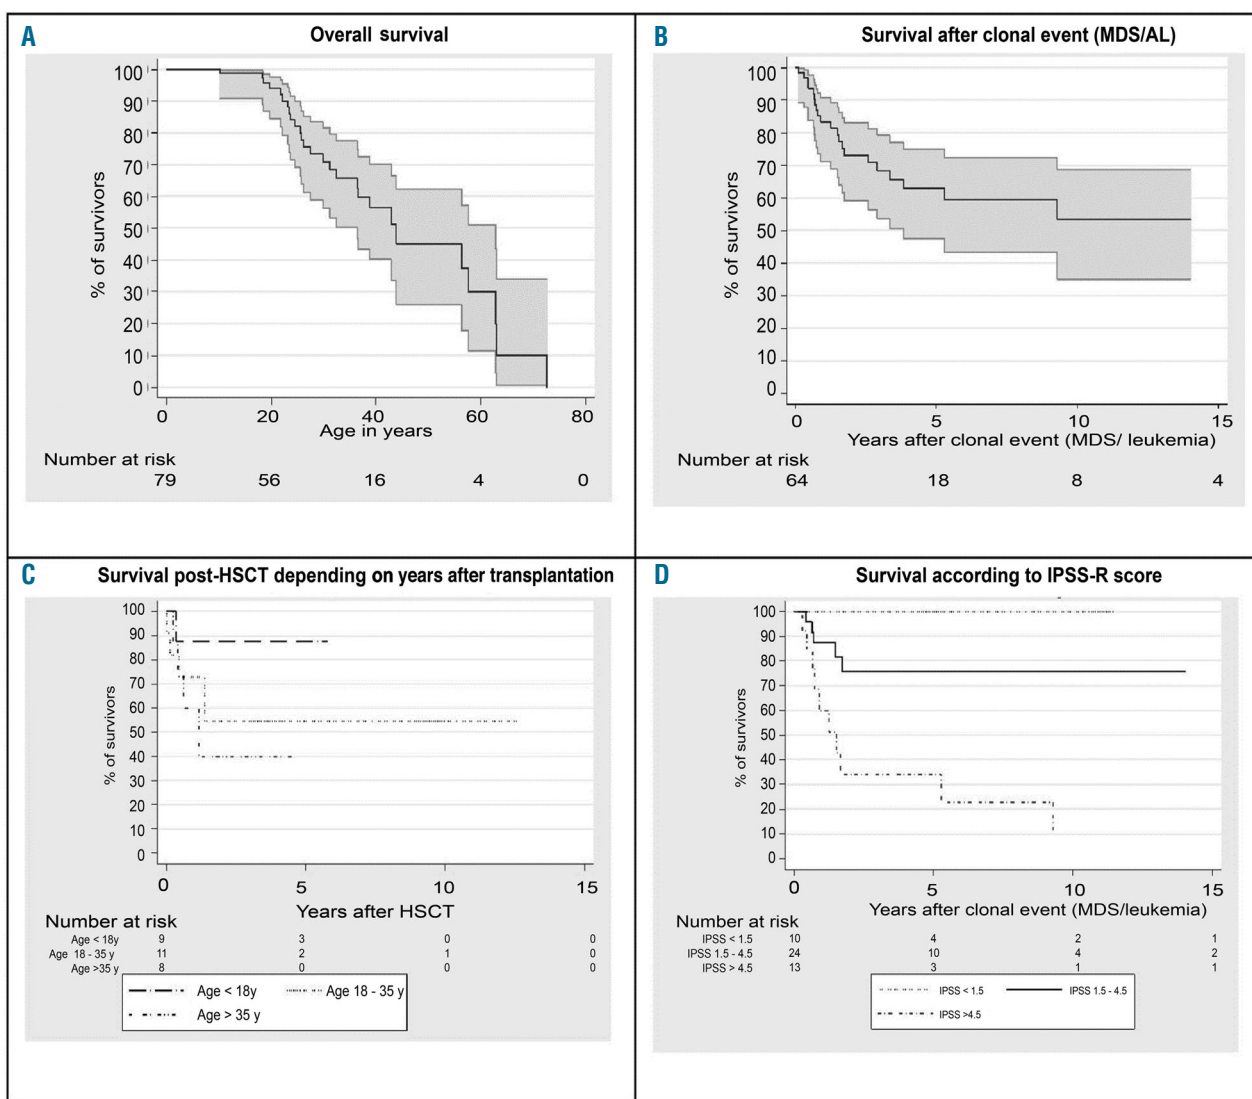 A
Overall survival
% of survivors
100
90
80
70
60
50
40
30
20
10
0
0 20 40 60 80
Age in years
Number at risk
79 56 16 4 0
B
Survival after clonal event (MDS/AL)
% of survivors
100
90
80
70
60
50
40
30
20
10
0
0 5 10 15
Years after clonal event (MDS/ leukemia)
Number at risk
64 18 8 4
C
Survival post-HSCT depending on years after transplantation
% of survivors
100
90
80
70
60
50
40
30
20
10
0
0 5 10 15
Years after HSCT
Number at risk
Age < 18y 9 3 0 0
Age 18 - 35 y 11 2 1 0
Age >35 y 8 0 0 0
Age < 18y Age 18 - 35 y
Age > 35 y
D
Survival according to IPSS-R score
% of survivors
100
90
80
70
60
50
40
30
20
10
0
0 5 10 15
Years after clonal event (MDS/leukemia)
Number at risk
IPSS < 1.5 10 4 2 1
IPSS 1.5 - 4.5 24 10 4 2
IPSS > 4.5 13 3 1 1
IPSS < 1.5 IPSS 1.5 - 4.5
IPSS >4.5